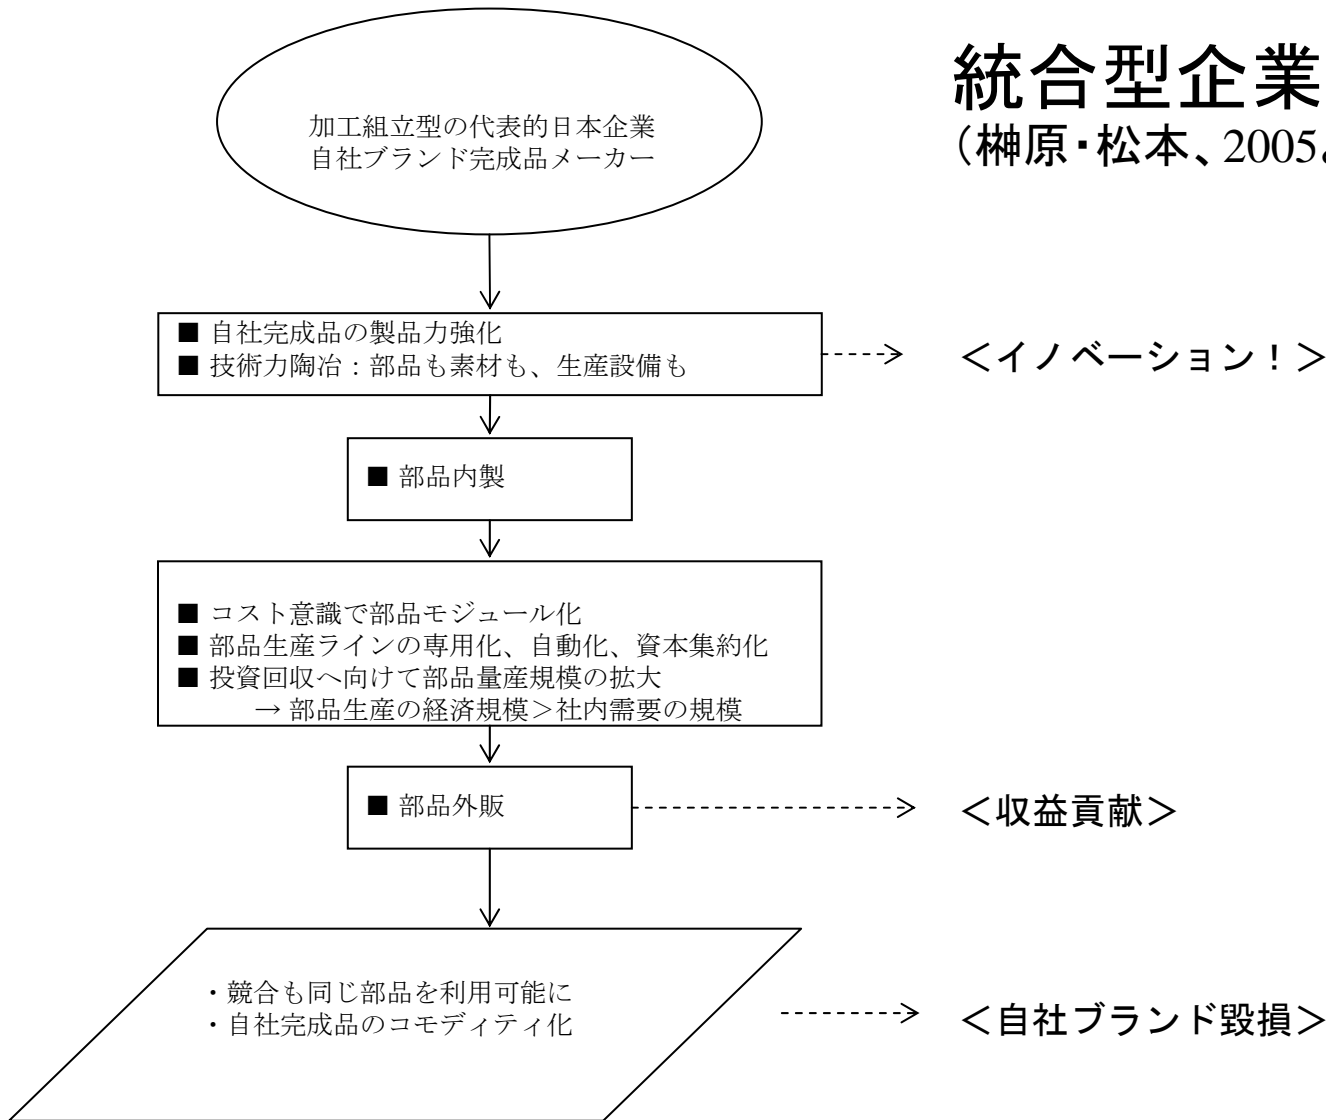 統合型企業
（榊原・松本、2005
加工組立型の代表的日本企業
自社ブランド完成品メーカー
■ 自社完成品の製品力強化
■ 技術力陶冶：部品も素材も、生産設備も
＜イノベーション！＞
■ 部品内製
■ コスト意識で部品モジュール化
■ 部品生産ラインの専用化、自動化、資本集約化
■ 投資回収へ向けて部品量産規模の拡大
→ 部品生産の経済規模＞社内需要の規模
■ 部品外販
＜収益貢献＞
・競合も同じ部品を利用可能に
・自社完成品のコモディティ化
＜自社ブランド毀損＞